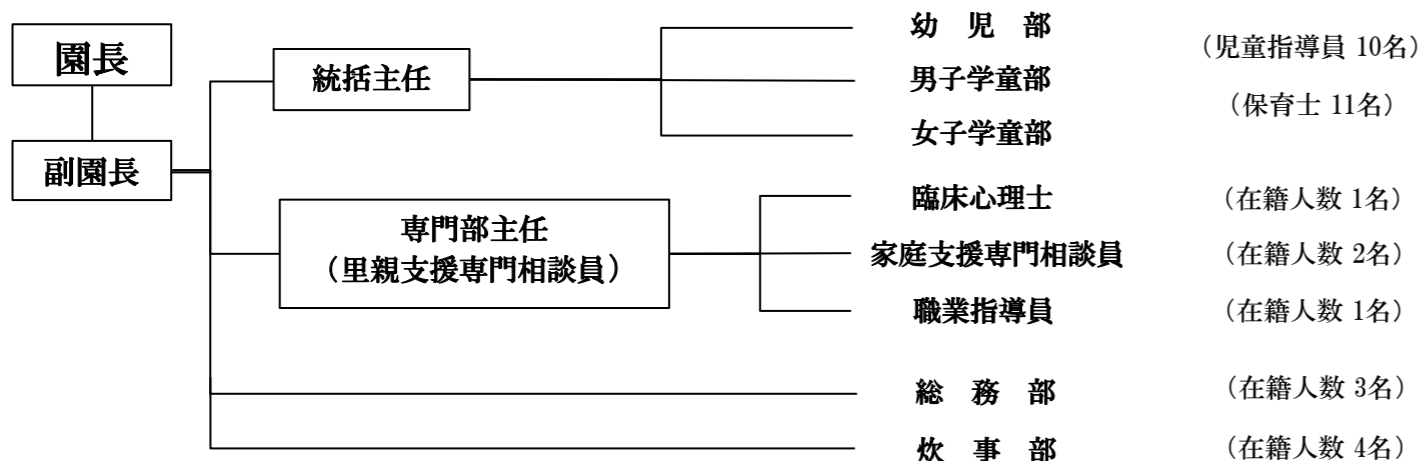 園長
副園長
統括主任
幼　児　部
男子学童部
女子学童部
（児童指導員 10名）
（保育士 11名）
専門部主任
（里親支援専門相談員）
臨床心理士
（在籍人数 1名）
家庭支援専門相談員
（在籍人数 2名）
職業指導員
（在籍人数 1名）
総　務　部
（在籍人数 3名）
炊　事　部
（在籍人数 4名）